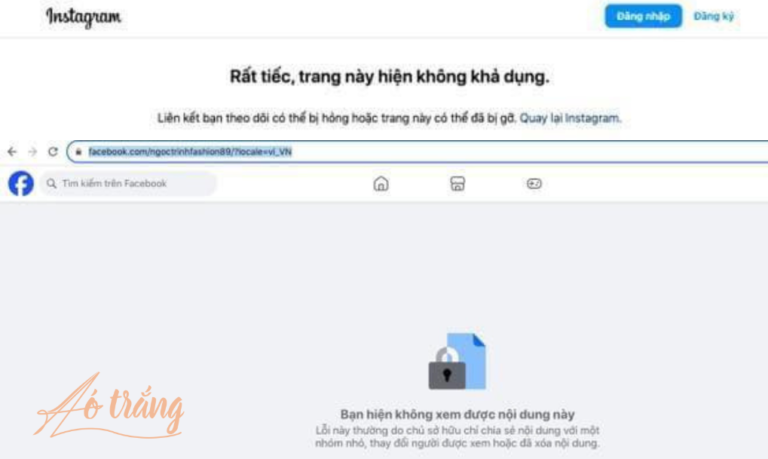 Instagram
Đăng nhập
Đăng ký
Rất tiếc, trang này hiện không khả dụng.
Liên kết bạn theo dõi có thể bị hỏng hoặc trang này có thể đã bị gỡ. Quay lại Instagram.
facebook.com/ngoctrinhfashion89/?locale=vi_VN
Tìm kiếm trên Facebook
Bạn hiện không xem được nội dung này
Lỗi này thường do chủ sở hữu chỉ chia sẻ nội dung với một
nhóm nhỏ, thay đổi người được xem hoặc đã xóa nội dung.
Áo trắng